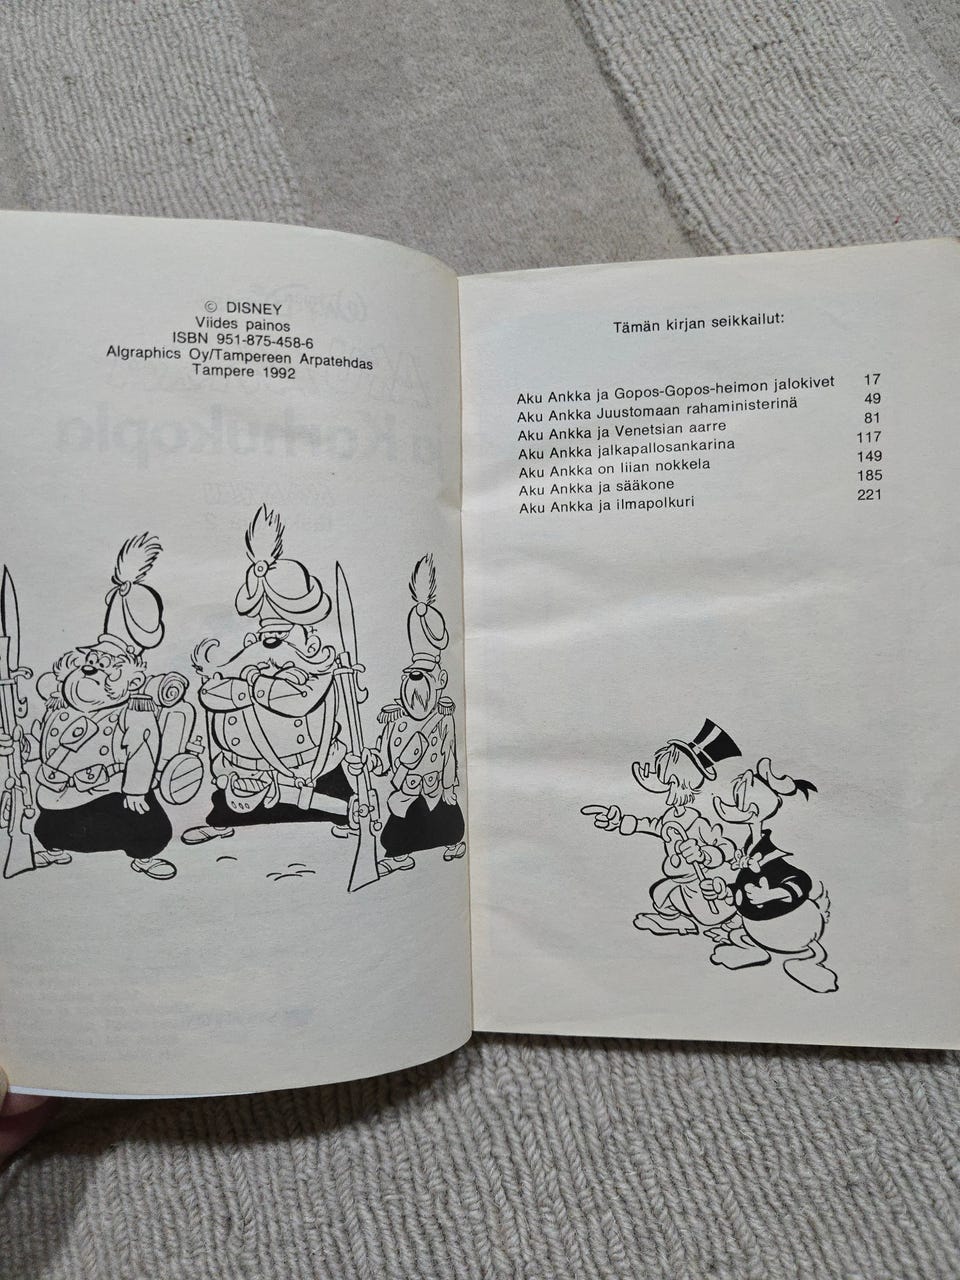 © DISNEY
Viides painos
ISBN 951-875-458-6
Algraphics Oy/Tampereen Arpatehdas
Tampere 1992
Tämän kirjan seikkailut:
Aku Ankka ja Gopos-Gopos-heimon jalokivet 17
Aku Ankka Juustomaan rahaministerinä 49
Aku Ankka ja Venetsian aarre 81
Aku Ankka jalkapallosankarina 117
Aku Ankka on liian nokkela 149
Aku Ankka ja sääkone 185
Aku Ankka ja ilmapolkuri 221